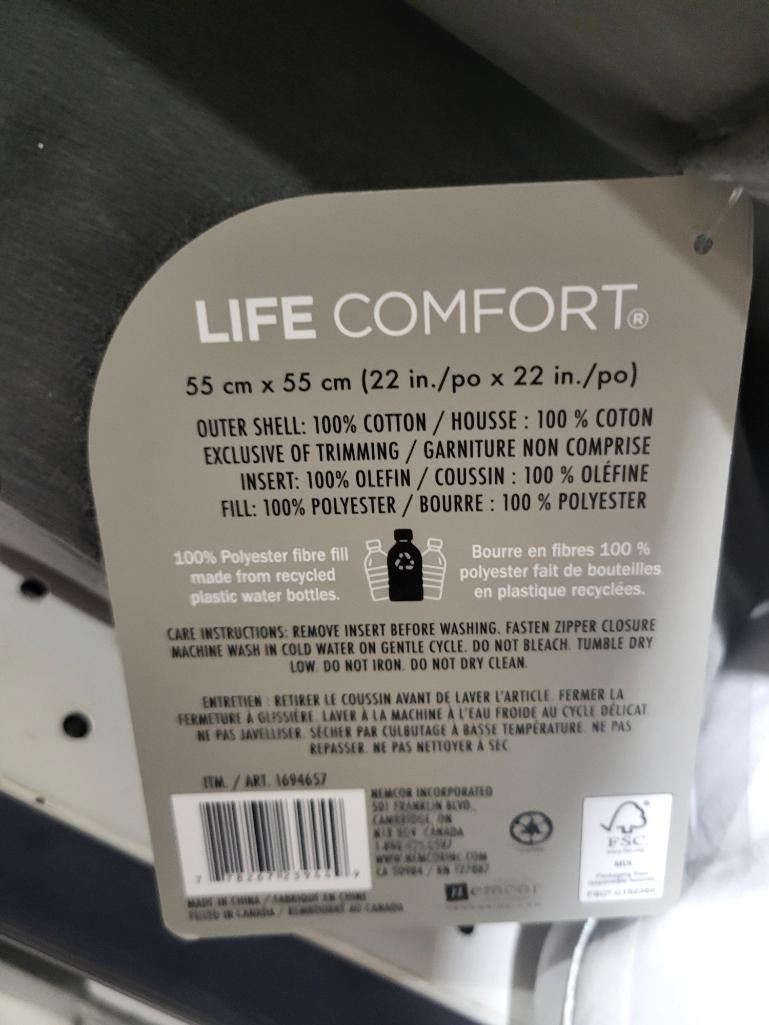 LIFE COMFORT®
55 cm x 55 cm (22 in./po x 22 in./po)
OUTER SHELL: 100% COTTON / HOUSSE : 100 % COTON
EXCLUSIVE OF TRIMMING / GARNITURE NON COMPRISE
INSERT: 100% OLEFIN / COUSSIN : 100 % OLÉFINE
FILL: 100% POLYESTER / BOURRE : 100 % POLYESTER
100% Polyester fibre fill
made from recycled
plastic water bottles.
Bourre en fibres 100 %
polyester fait de bouteilles
en plastique recyclées.
CARE INSTRUCTIONS: REMOVE INSERT BEFORE WASHING. FASTEN ZIPPER CLOSURE
MACHINE WASH IN COLD WATER ON GENTLE CYCLE. DO NOT BLEACH. TUMBLE DRY
LOW. DO NOT IRON. DO NOT DRY CLEAN.
ENTRETIEN : RETIRER LE COUSSIN AVANT DE LAVER L'ARTICLE. FERMER LA
FERMETURE À GLISSIÈRE. LAVER À LA MACHINE À L'EAU FROIDE AU CYCLE DÉLICAT.
NE PAS JAVELLISER. SÉCHER PAR CULBUTAGE À BASSE TEMPÉRATURE. NE PAS
REPASSER. NE PAS NETTOYER À SEC.
ITM. / ART. 1694657
NEMCOR INCORPORATED
501 FRANKLIN BLVD.
CAMBRIDGE, ON
CANADA
WWW.NEMCORINC.COM
MADE IN CHINA / FABRIQUÉ EN CHINE
FILLED IN CANADA / REMBOURRÉ AU CANADA
nemcor
FSC
MIX